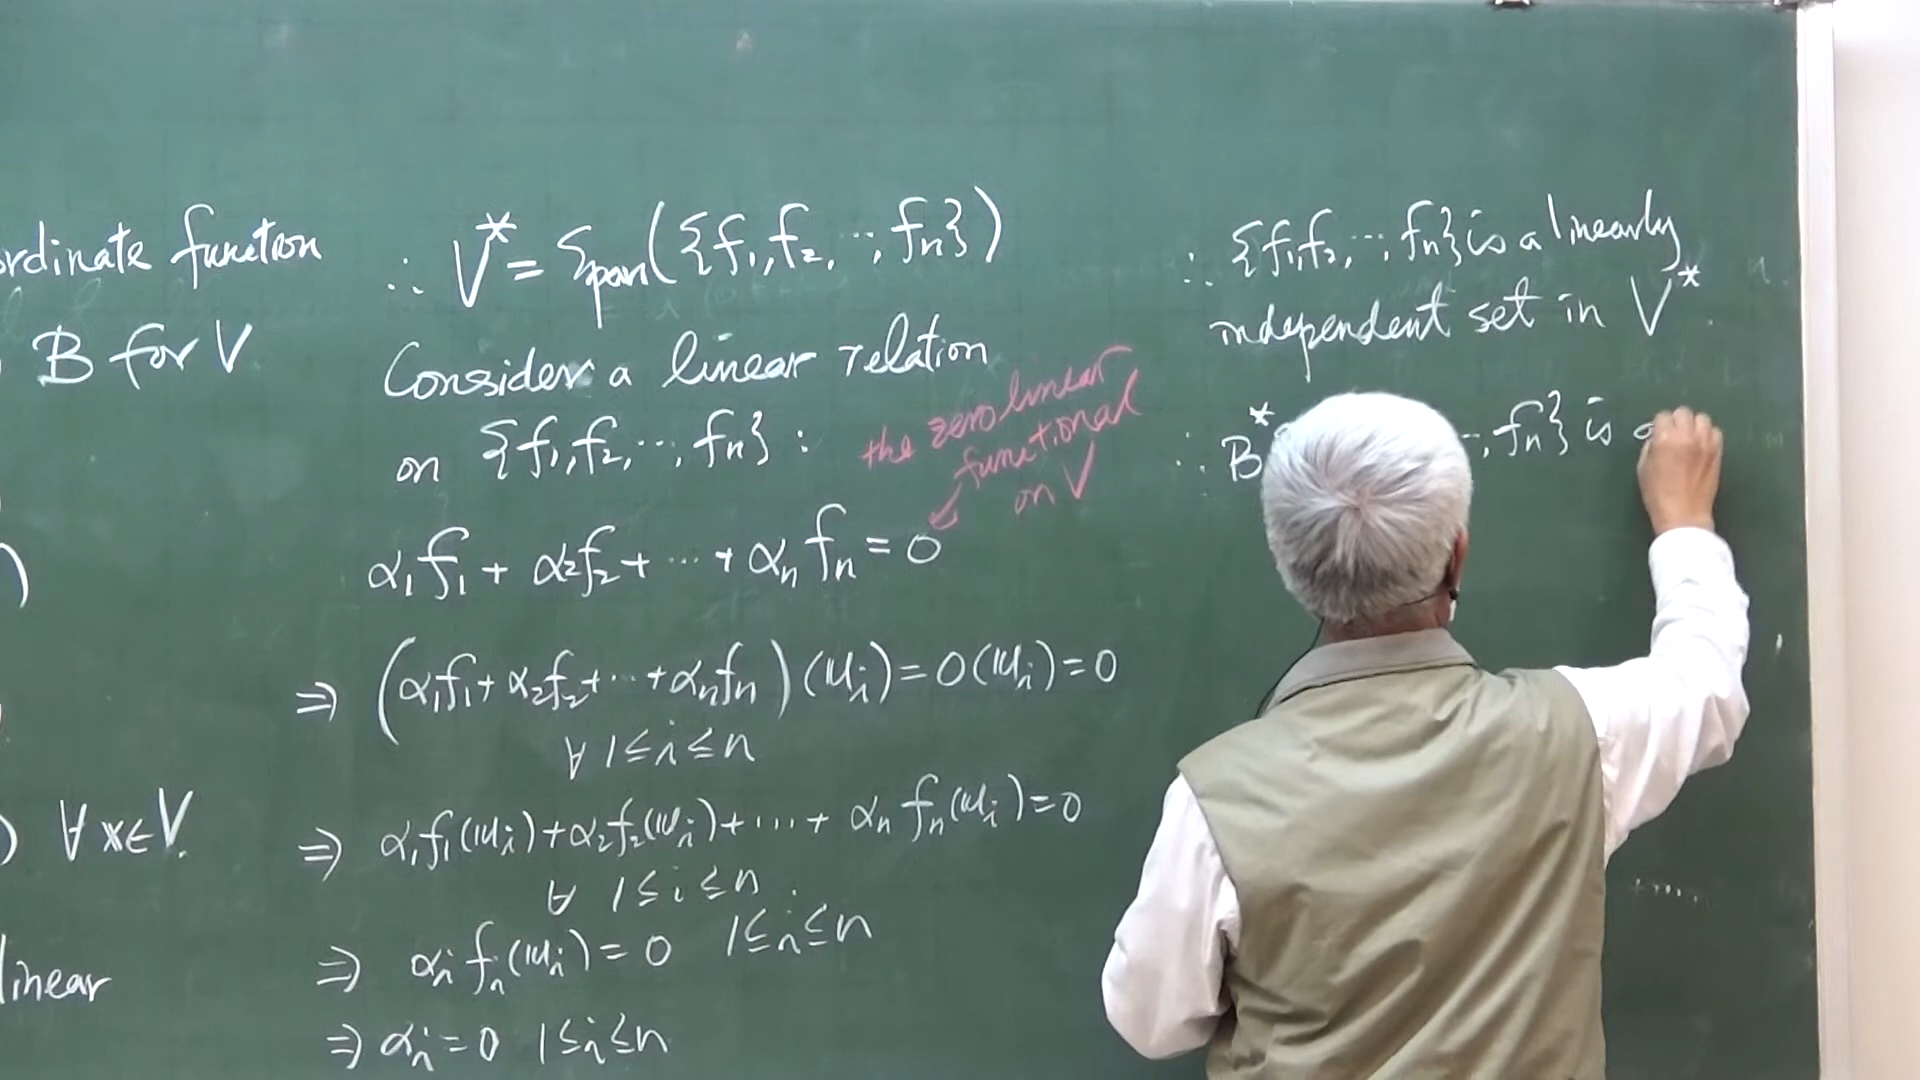 ordinate function
B for V
) ∀ x∈V.
linear
∴ V* = Span({f₁,f₂,⋯,fₙ})
Consider a linear relation
on {f₁,f₂,⋯,fₙ} :
the zero linear
functional
on V
α₁f₁ + α₂f₂ + ⋯ + αₙfₙ = 0
⇒ (α₁f₁+α₂f₂+⋯+αₙfₙ)(uᵢ)=0(uᵢ)=0
∀ 1≤i≤n
⇒ α₁f₁(uᵢ)+α₂f₂(uᵢ)+⋯+ αₙfₙ(uᵢ)=0
∀ 1≤i≤n
⇒ αᵢfᵢ(uᵢ)=0 1≤i≤n
⇒ αᵢ=0 1≤i≤n
∴ {f₁,f₂,⋯,fₙ} is a linearly
independent set in V*
∴ B* ⋯,fₙ} is a